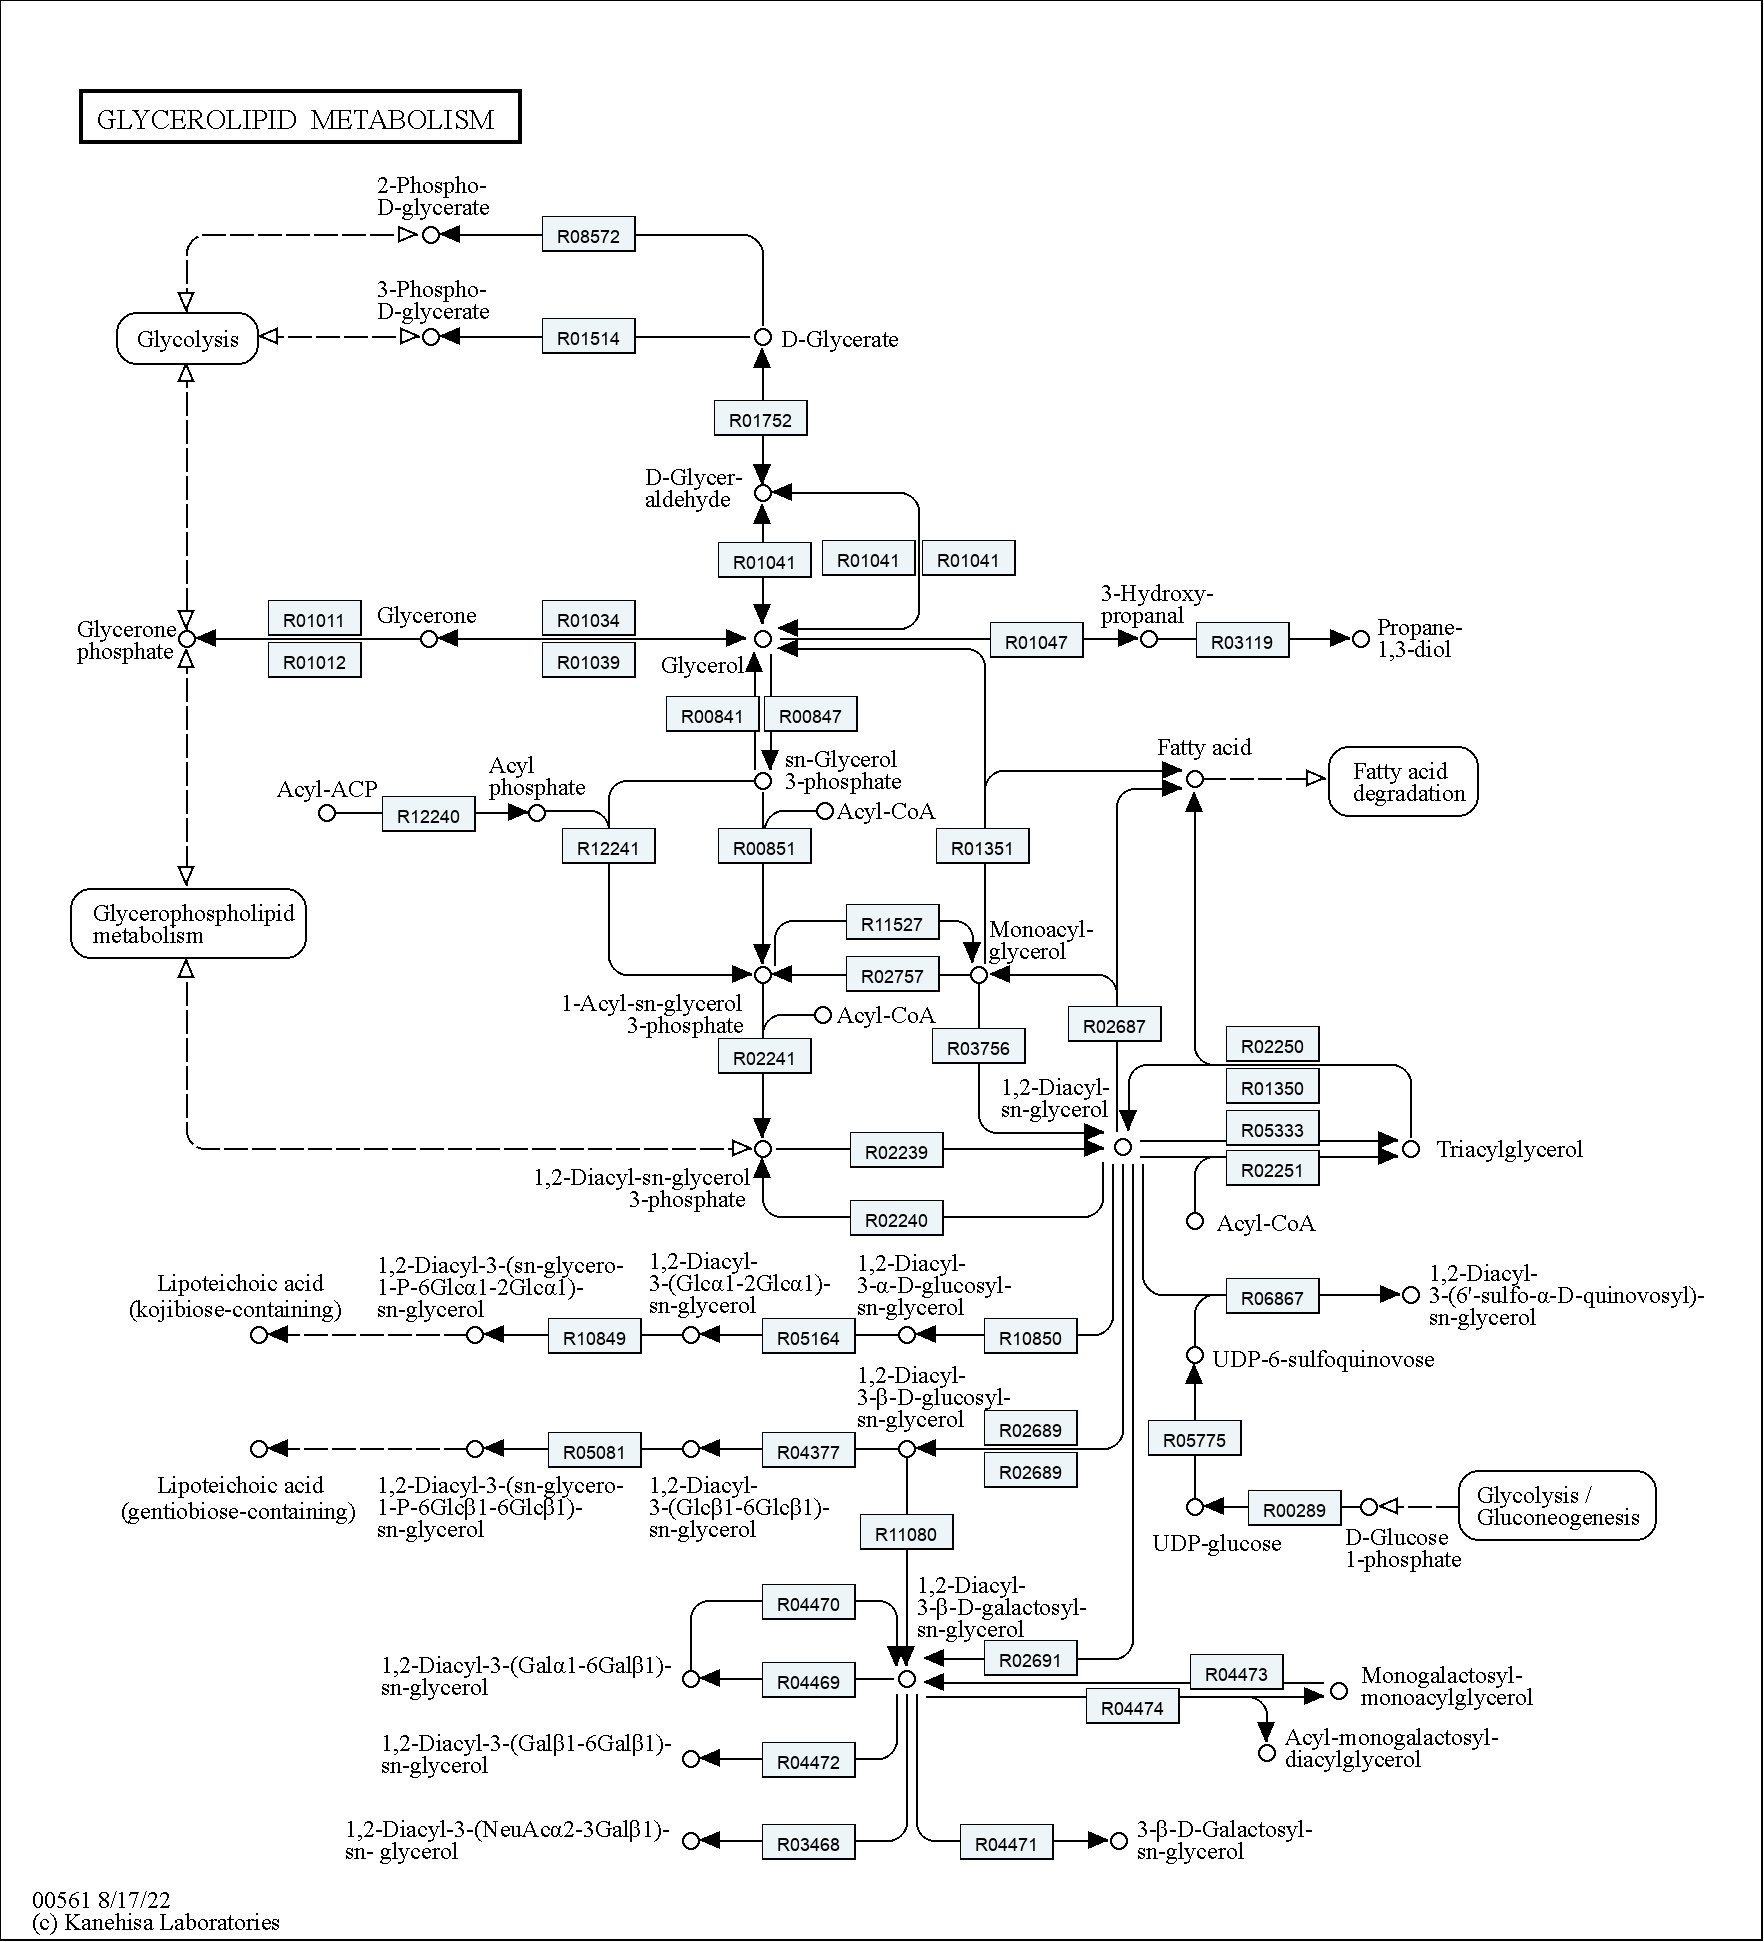 GLYCEROLIPID METABOLISM
2-Phospho-
D-glycerate
R08572
3-Phospho-
D-glycerate
Glycolysis
R01514
D-Glycerate
R01752
D-Glycer-
aldehyde
R01041
R01041
R01041
3-Hydroxy-
propanal
Glycerone
phosphate
R01011
R01012
Glycerone
R01034
R01039
Glycerol
R01047
R03119
Propane-
1,3-diol
R00841
R00847
sn-Glycerol
3-phosphate
Fatty acid
Fatty acid
degradation
Acyl-ACP
R12240
Acyl
phosphate
Acyl-CoA
R12241
R00851
R01351
Glycerophospholipid
metabolism
R11527
Monoacyl-
glycerol
R02757
1-Acyl-sn-glycerol
3-phosphate
Acyl-CoA
R02687
R02241
R03756
R02250
R01350
1,2-Diacyl-
sn-glycerol
R05333
R02239
Triacylglycerol
R02251
1,2-Diacyl-sn-glycerol
3-phosphate
R02240
Acyl-CoA
Lipoteichoic acid
(kojibiose-containing)
1,2-Diacyl-3-(sn-glycero-
1-P-6Glcα1-2Glcα1)-
sn-glycerol
1,2-Diacyl-
3-(Glcα1-2Glcα1)-
sn-glycerol
1,2-Diacyl-
3-α-D-glucosyl-
sn-glycerol
R06867
1,2-Diacyl-
3-(6'-sulfo-α-D-quinovosyl)-
sn-glycerol
R10849
R05164
R10850
UDP-6-sulfoquinovose
1,2-Diacyl-
3-β-D-glucosyl-
sn-glycerol
R02689
R05081
R04377
R02689
R05775
Lipoteichoic acid
(gentiobiose-containing)
1,2-Diacyl-3-(sn-glycero-
1-P-6Glcβ1-6Glcβ1)-
sn-glycerol
1,2-Diacyl-
3-(Glcβ1-6Glcβ1)-
sn-glycerol
R11080
UDP-glucose
R00289
D-Glucose
1-phosphate
Glycolysis /
Gluconeogenesis
1,2-Diacyl-
3-β-D-galactosyl-
sn-glycerol
R04470
R02691
1,2-Diacyl-3-(Galα1-6Galβ1)-
sn-glycerol
R04469
R04473
R04474
Monogalactosyl-
monoacylglycerol
1,2-Diacyl-3-(Galβ1-6Galβ1)-
sn-glycerol
R04472
Acyl-monogalactosyl-
diacylglycerol
1,2-Diacyl-3-(NeuAcα2-3Galβ1)-
sn- glycerol
R03468
R04471
3-β-D-Galactosyl-
sn-glycerol
00561 8/17/22
(c) Kanehisa Laboratories